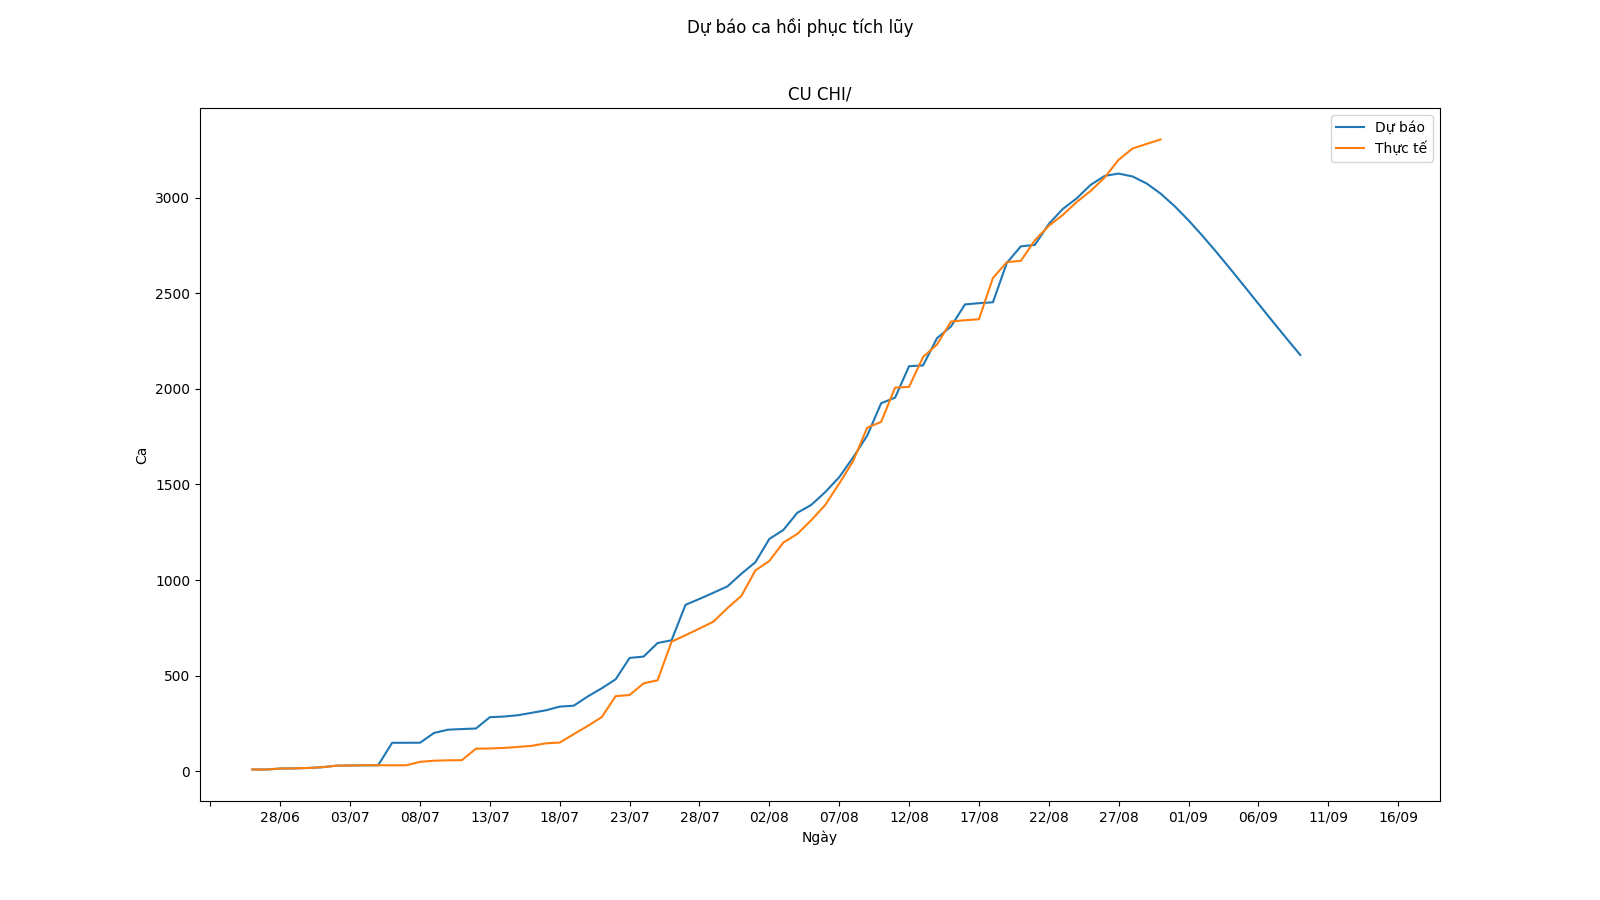 Dự báo ca hồi phục tích lũy
CU CHI/
Dự báo
Thực tế
3000
2500
2000
1500
1000
500
0
Ca
28/06 03/07 08/07 13/07 18/07 23/07 28/07 02/08 07/08 12/08 17/08 22/08 27/08 01/09 06/09 11/09 16/09
Ngày